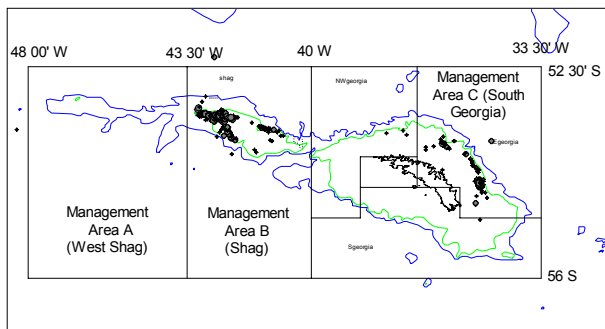 48 00' W
43 30' W
40 W
33 30' W
52 30' S
shag
NWgeorgia
Management
Area C (South
Georgia)
Egeorgia
Management
Area A
(West Shag)
Management
Area B
(Shag)
Sgeorgia
56 S